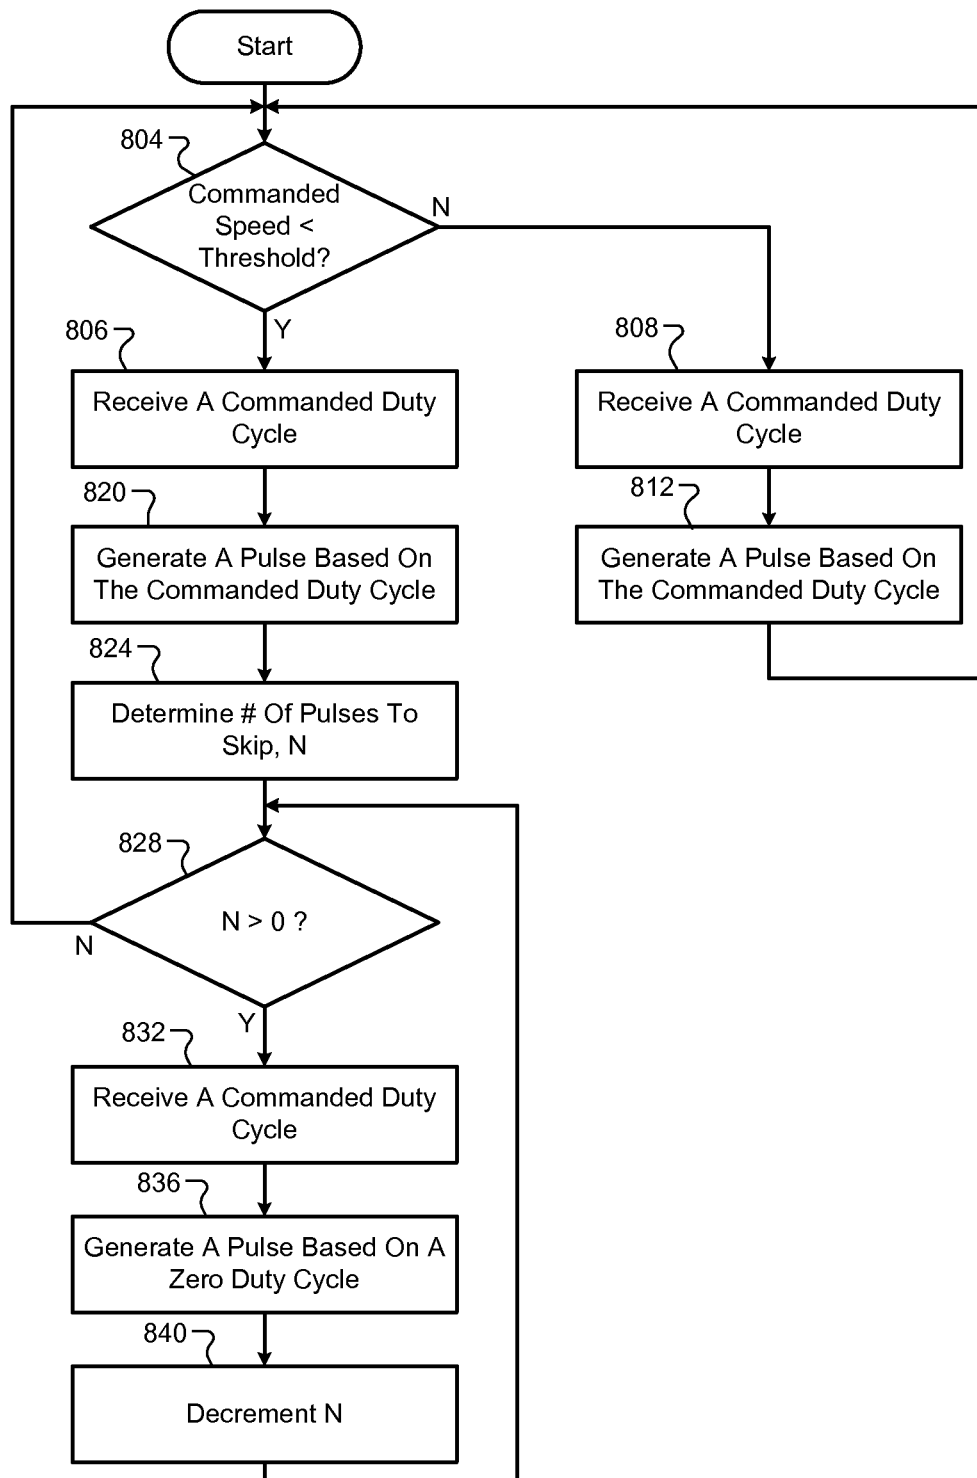 Start
804
Commanded
Speed <
Threshold?
N
Y
806
Receive A Commanded Duty
Cycle
808
Receive A Commanded Duty
Cycle
820
Generate A Pulse Based On
The Commanded Duty Cycle
812
Generate A Pulse Based On
The Commanded Duty Cycle
824
Determine # Of Pulses To
Skip, N
828
N > 0 ?
N
Y
832
Receive A Commanded Duty
Cycle
836
Generate A Pulse Based On A
Zero Duty Cycle
840
Decrement N